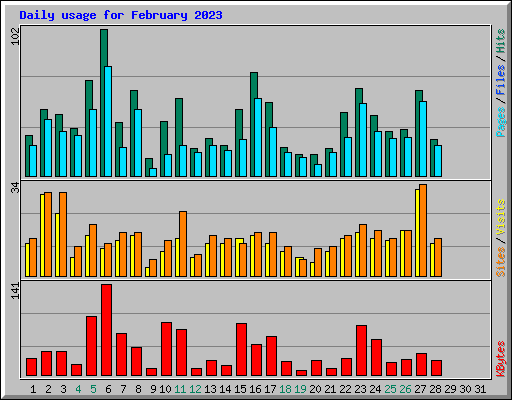 Daily usage for February 2023
102
Pages / Files / Hits
34
Sites / Visits
141
KBytes
1 2 3 4 5 6 7 8 9 10 11 12 13 14 15 16 17 18 19 20 21 22 23 24 25 26 27 28 29 30 31